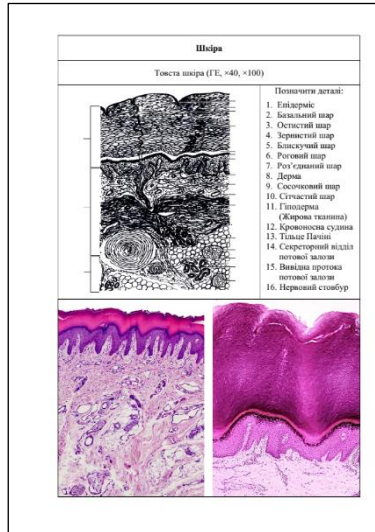 Шкіра
Товста шкіра (ГЕ, ×40, ×100)
Позначити деталі:
1. Епідерміс
2. Базальний шар
3. Остистий шар
4. Зернистий шар
5. Блискучий шар
6. Роговий шар
7. Роз'єднаний шар
8. Дерма
9. Сосочковий шар
10. Сітчастий шар
11. Гіподерма
(Жирова тканина)
12. Кровоносна судина
13. Тільце Пачіні
14. Секреторний відділ
потової залози
15. Вивідна протока
потової залози
16. Нервовий стовбур